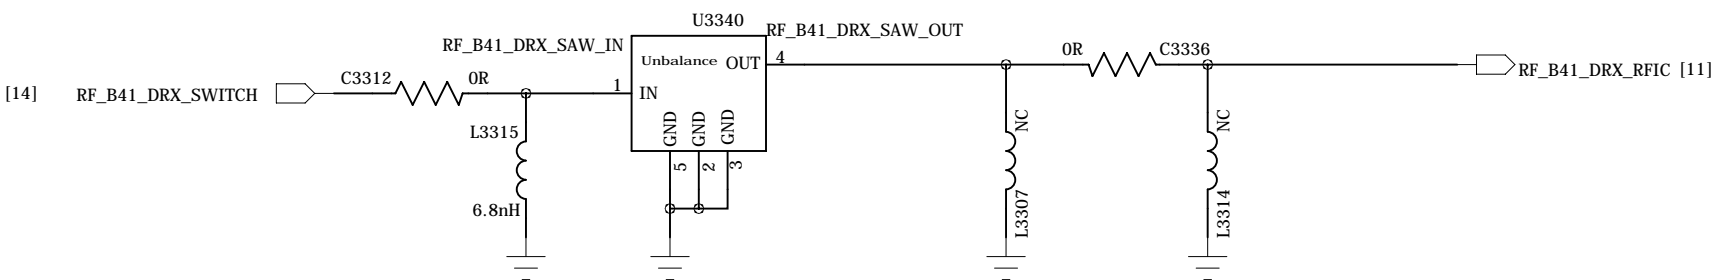 U3340
RF_B41_DRX_SAW_IN
RF_B41_DRX_SAW_OUT
Unbalance OUT
4
0R
C3336
RF_B41_DRX_RFIC [11]
[14] RF_B41_DRX_SWITCH
C3312
0R
1
IN
L3315
6.8nH
GND
GND
GND
5
2
3
NC
L3307
NC
L3314